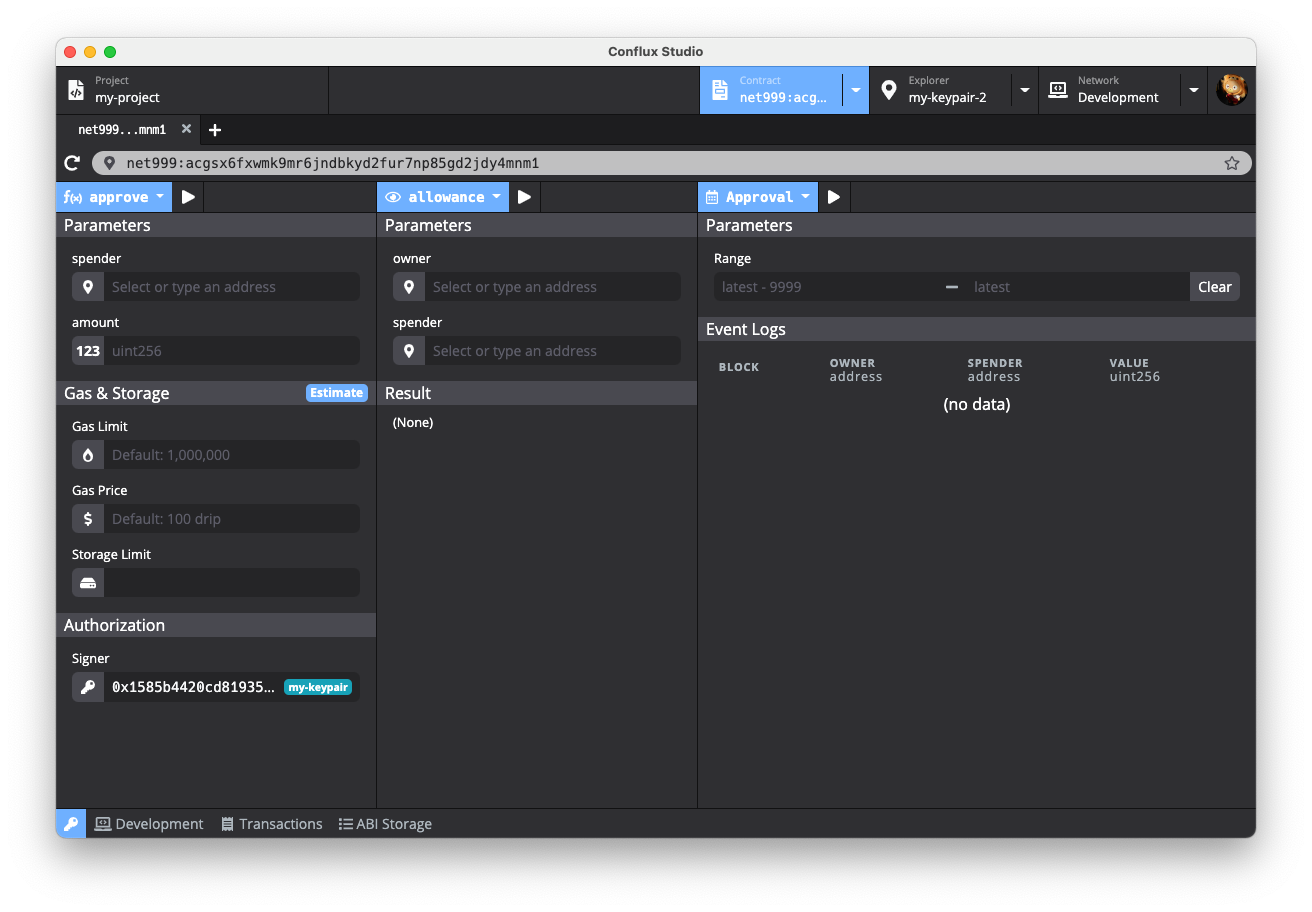 Conflux Studio
Project
my-project
Contract
net999:acg...
Explorer
my-keypair-2
Network
Development
net999...mnm1
net999:acgsx6fxwmk9mr6jndbkyd2fur7np85gd2jdy4mnm1
f(x) approve
allowance
Approval
Parameters
spender
Select or type an address
amount
123 uint256
Gas & Storage Estimate
Gas Limit
Default: 1,000,000
Gas Price
$ Default: 100 drip
Storage Limit
Authorization
Signer
0x1585b4420cd81935... my-keypair
Parameters
owner
Select or type an address
spender
Select or type an address
Result
(None)
Parameters
Range
latest - 9999 — latest Clear
Event Logs
BLOCK OWNER SPENDER VALUE
address address uint256
(no data)
Development Transactions ABI Storage